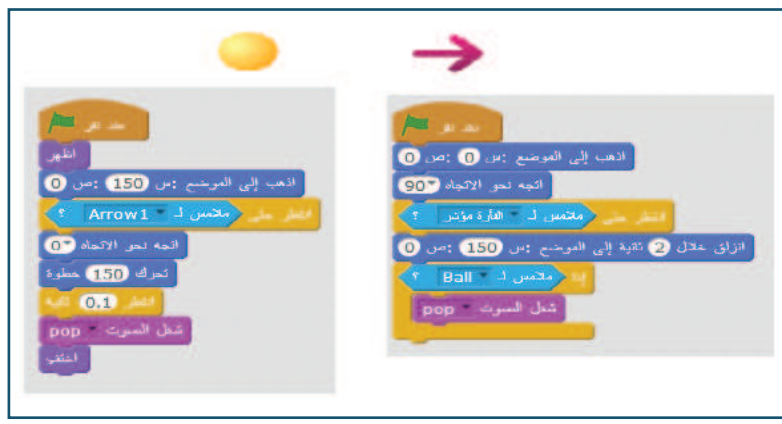 عند نقر
اظهر
اذهب إلى الموضع :س 150 :ص 0
انتظر حتى ملامس لـ Arrow1 ؟
اتجه نحو الاتجاه 0
تحرك 150 خطوة
انتظر 0.1 ثانية
شغل الصوت pop
اختفي
عند نقر
اذهب إلى الموضع :س 0 :ص 0
اتجه نحو الاتجاه 90
انتظر حتى ملامس لـ الفأرة مؤشر ؟
انزلق خلال 2 ثانية إلى الموضع :س 150 :ص 0
إذا ملامس لـ Ball ؟
شغل الصوت pop